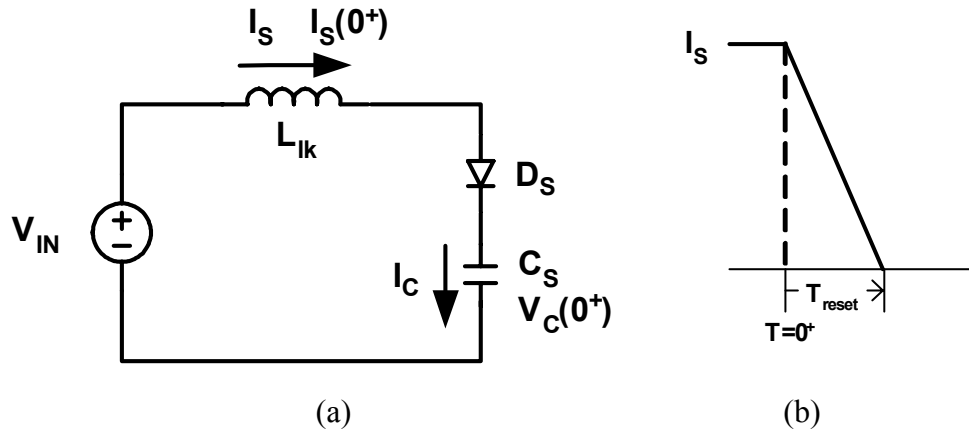 I_S I_S(0⁺)
L_lk
D_S
V_IN
+
−
I_C
C_S
V_C(0⁺)
(a)
I_S
T_reset
T=0⁺
(b)